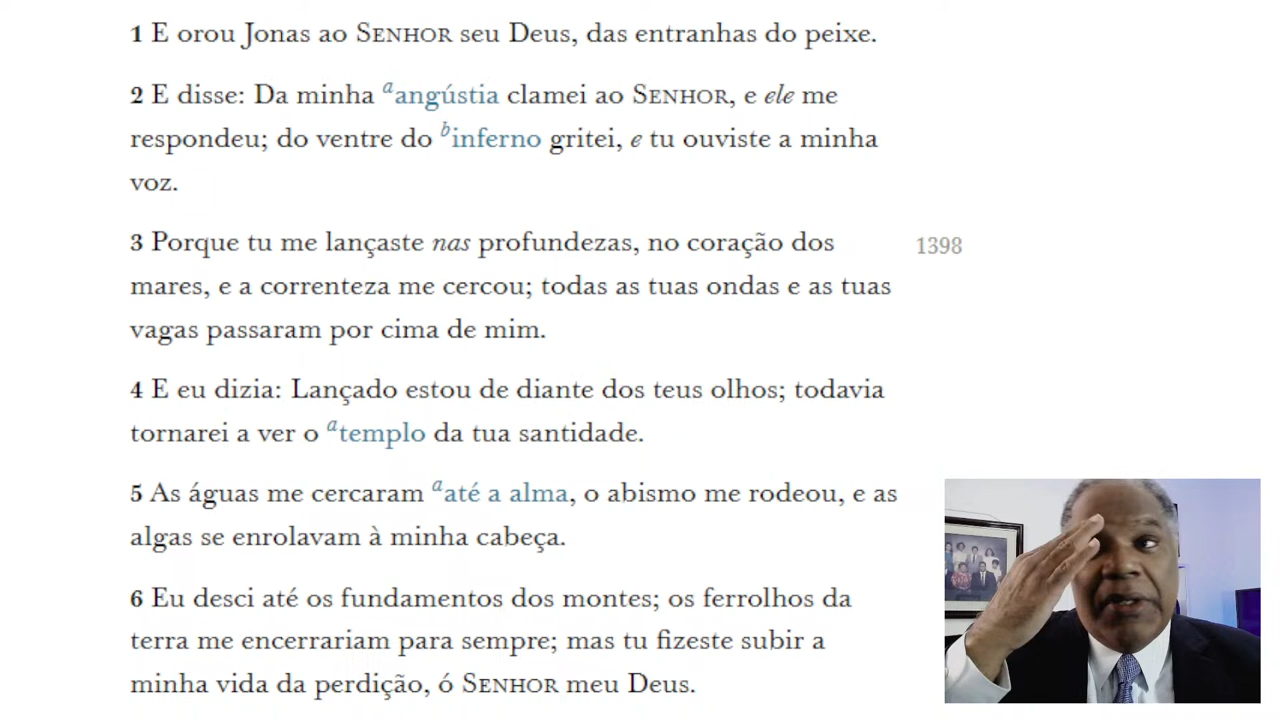 1 E orou Jonas ao SENHOR seu Deus, das entranhas do peixe.
2 E disse: Da minha aangústia clamei ao SENHOR, e ele me
respondeu; do ventre do binferno gritei, e tu ouviste a minha
voz.
3 Porque tu me lançaste nas profundezas, no coração dos
1398
mares, e a correnteza me cercou; todas as tuas ondas e as tuas
vagas passaram por cima de mim.
4 E eu dizia: Lançado estou de diante dos teus olhos; todavia
tornarei a ver o atemplo da tua santidade.
5 As águas me cercaram aaté a alma, o abismo me rodeou, e as
algas se enrolavam à minha cabeça.
6 Eu desci até os fundamentos dos montes; os ferrolhos da
terra me encerrariam para sempre; mas tu fizeste subir a
minha vida da perdição, ó SENHOR meu Deus.